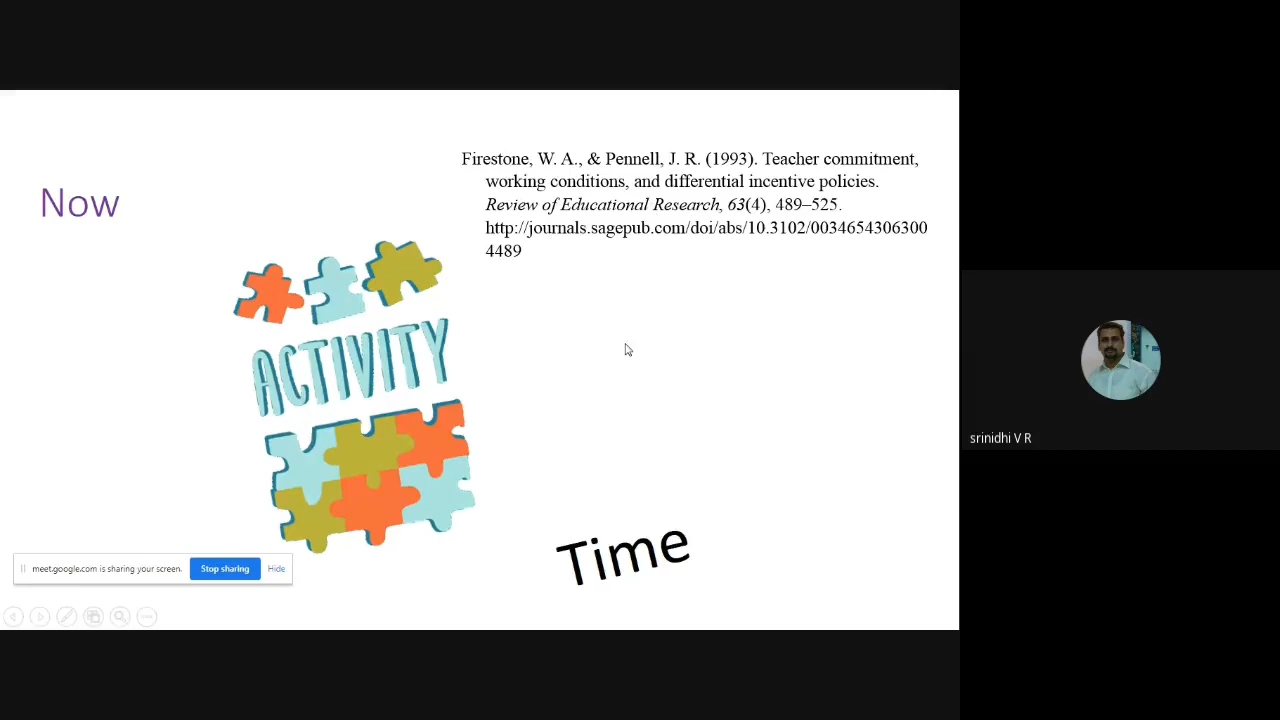 Firestone, W. A., & Pennell, J. R. (1993). Teacher commitment,
working conditions, and differential incentive policies.
Review of Educational Research, 63(4), 489–525.
http://journals.sagepub.com/doi/abs/10.3102/0034654306300
4489
Now
ACTIVITY
Time
meet.google.com is sharing your screen.
Stop sharing
Hide
srinidhi V R